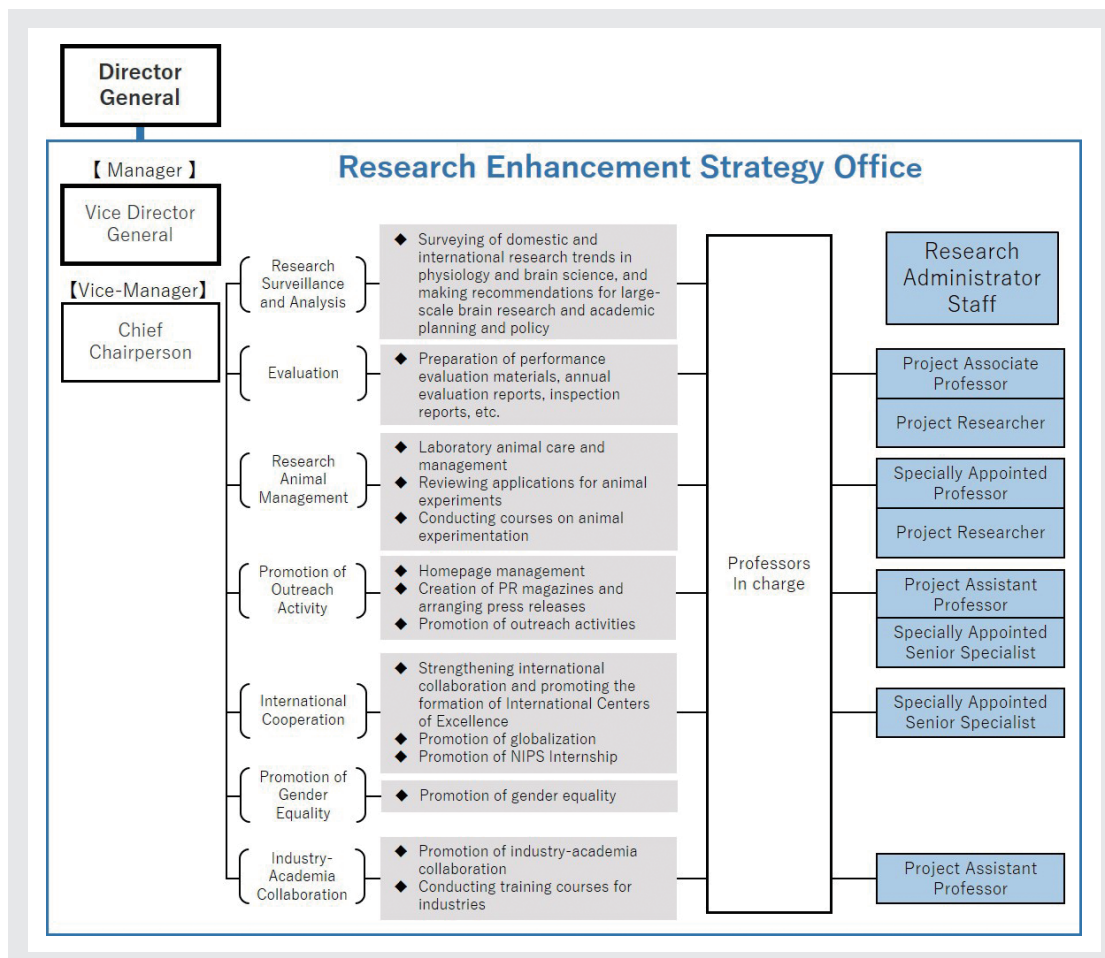 Director
General
Research Enhancement Strategy Office
【 Manager 】
Vice Director
General
【Vice-Manager】
Chief
Chairperson
Research
Surveillance
and Analysis
◆ Surveying of domestic and
international research trends in
physiology and brain science, and
making recommendations for large-
scale brain research and academic
planning and policy
Evaluation
◆ Preparation of performance
evaluation materials, annual
evaluation reports, inspection
reports, etc.
Research
Animal
Management
◆ Laboratory animal care and
management
◆ Reviewing applications for animal
experiments
◆ Conducting courses on animal
experimentation
Promotion of
Outreach
Activity
◆ Homepage management
◆ Creation of PR magazines and
arranging press releases
◆ Promotion of outreach activities
International
Cooperation
◆ Strengthening international
collaboration and promoting the
formation of International Centers
of Excellence
◆ Promotion of globalization
◆ Promotion of NIPS Internship
Promotion of
Gender
Equality
◆ Promotion of gender equality
Industry-
Academia
Collaboration
◆ Promotion of industry-academia
collaboration
◆ Conducting training courses for
industries
Professors
In charge
Research
Administrator
Staff
Project Associate
Professor
Project Researcher
Specially Appointed
Professor
Project Researcher
Project Assistant
Professor
Specially Appointed
Senior Specialist
Specially Appointed
Senior Specialist
Project Assistant
Professor